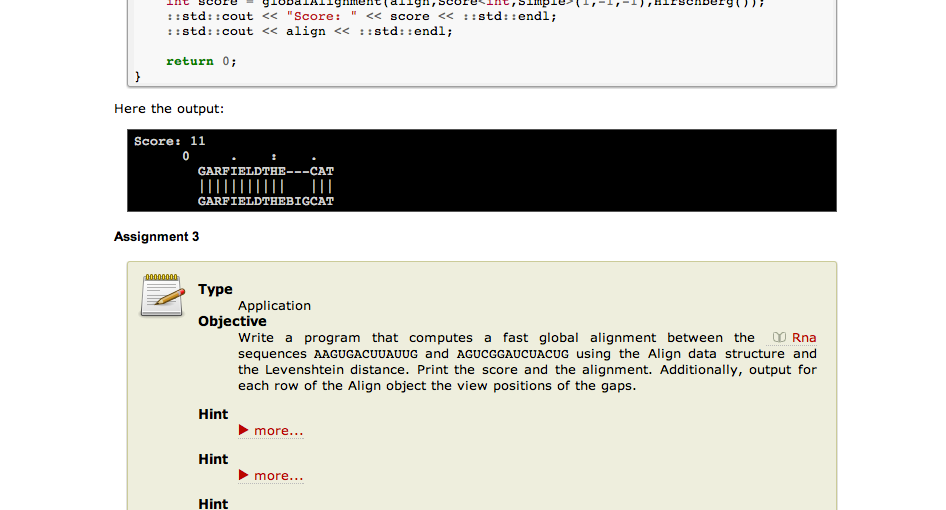 int score = globalAlignment(align,Score<int,Simple>(1,-1,-1),Hirschberg());
::std::cout << "Score: " << score << ::std::endl;
::std::cout << align << ::std::endl;
return 0;
}
Here the output:
Score: 11
0 . : .
GARFIELDTHE---CAT
||||||||||| |||
GARFIELDTHEBIGCAT
Assignment 3
Type
Application
Objective
Write a program that computes a fast global alignment between the Rna
sequences AAGUGACUUAUUG and AGUCGGAUCUACUG using the Align data structure and
the Levenshtein distance. Print the score and the alignment. Additionally, output for
each row of the Align object the view positions of the gaps.
Hint
more...
Hint
more...
Hint